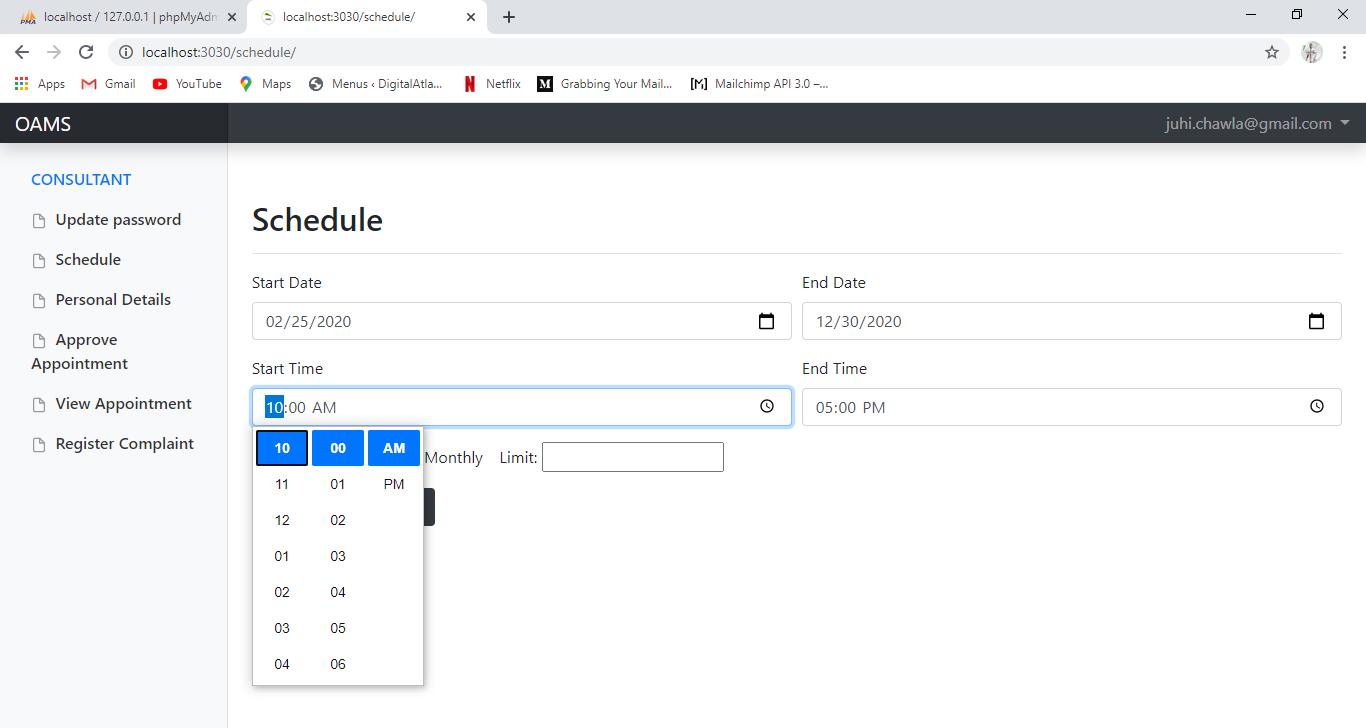 localhost / 127.0.0.1 | phpMyAdm
localhost:3030/schedule/
localhost:3030/schedule/
Apps Gmail YouTube Maps Menus ‹ DigitalAtla... Netflix Grabbing Your Mail... Mailchimp API 3.0 –...
OAMS juhi.chawla@gmail.com
CONSULTANT
Update password
Schedule
Personal Details
Approve
Appointment
View Appointment
Register Complaint
Schedule
Start Date End Date
02/25/2020 12/30/2020
Start Time End Time
10:00 AM 05:00 PM
10 00 AM
Monthly Limit:
11 01 PM
12 02
01 03
02 04
03 05
04 06